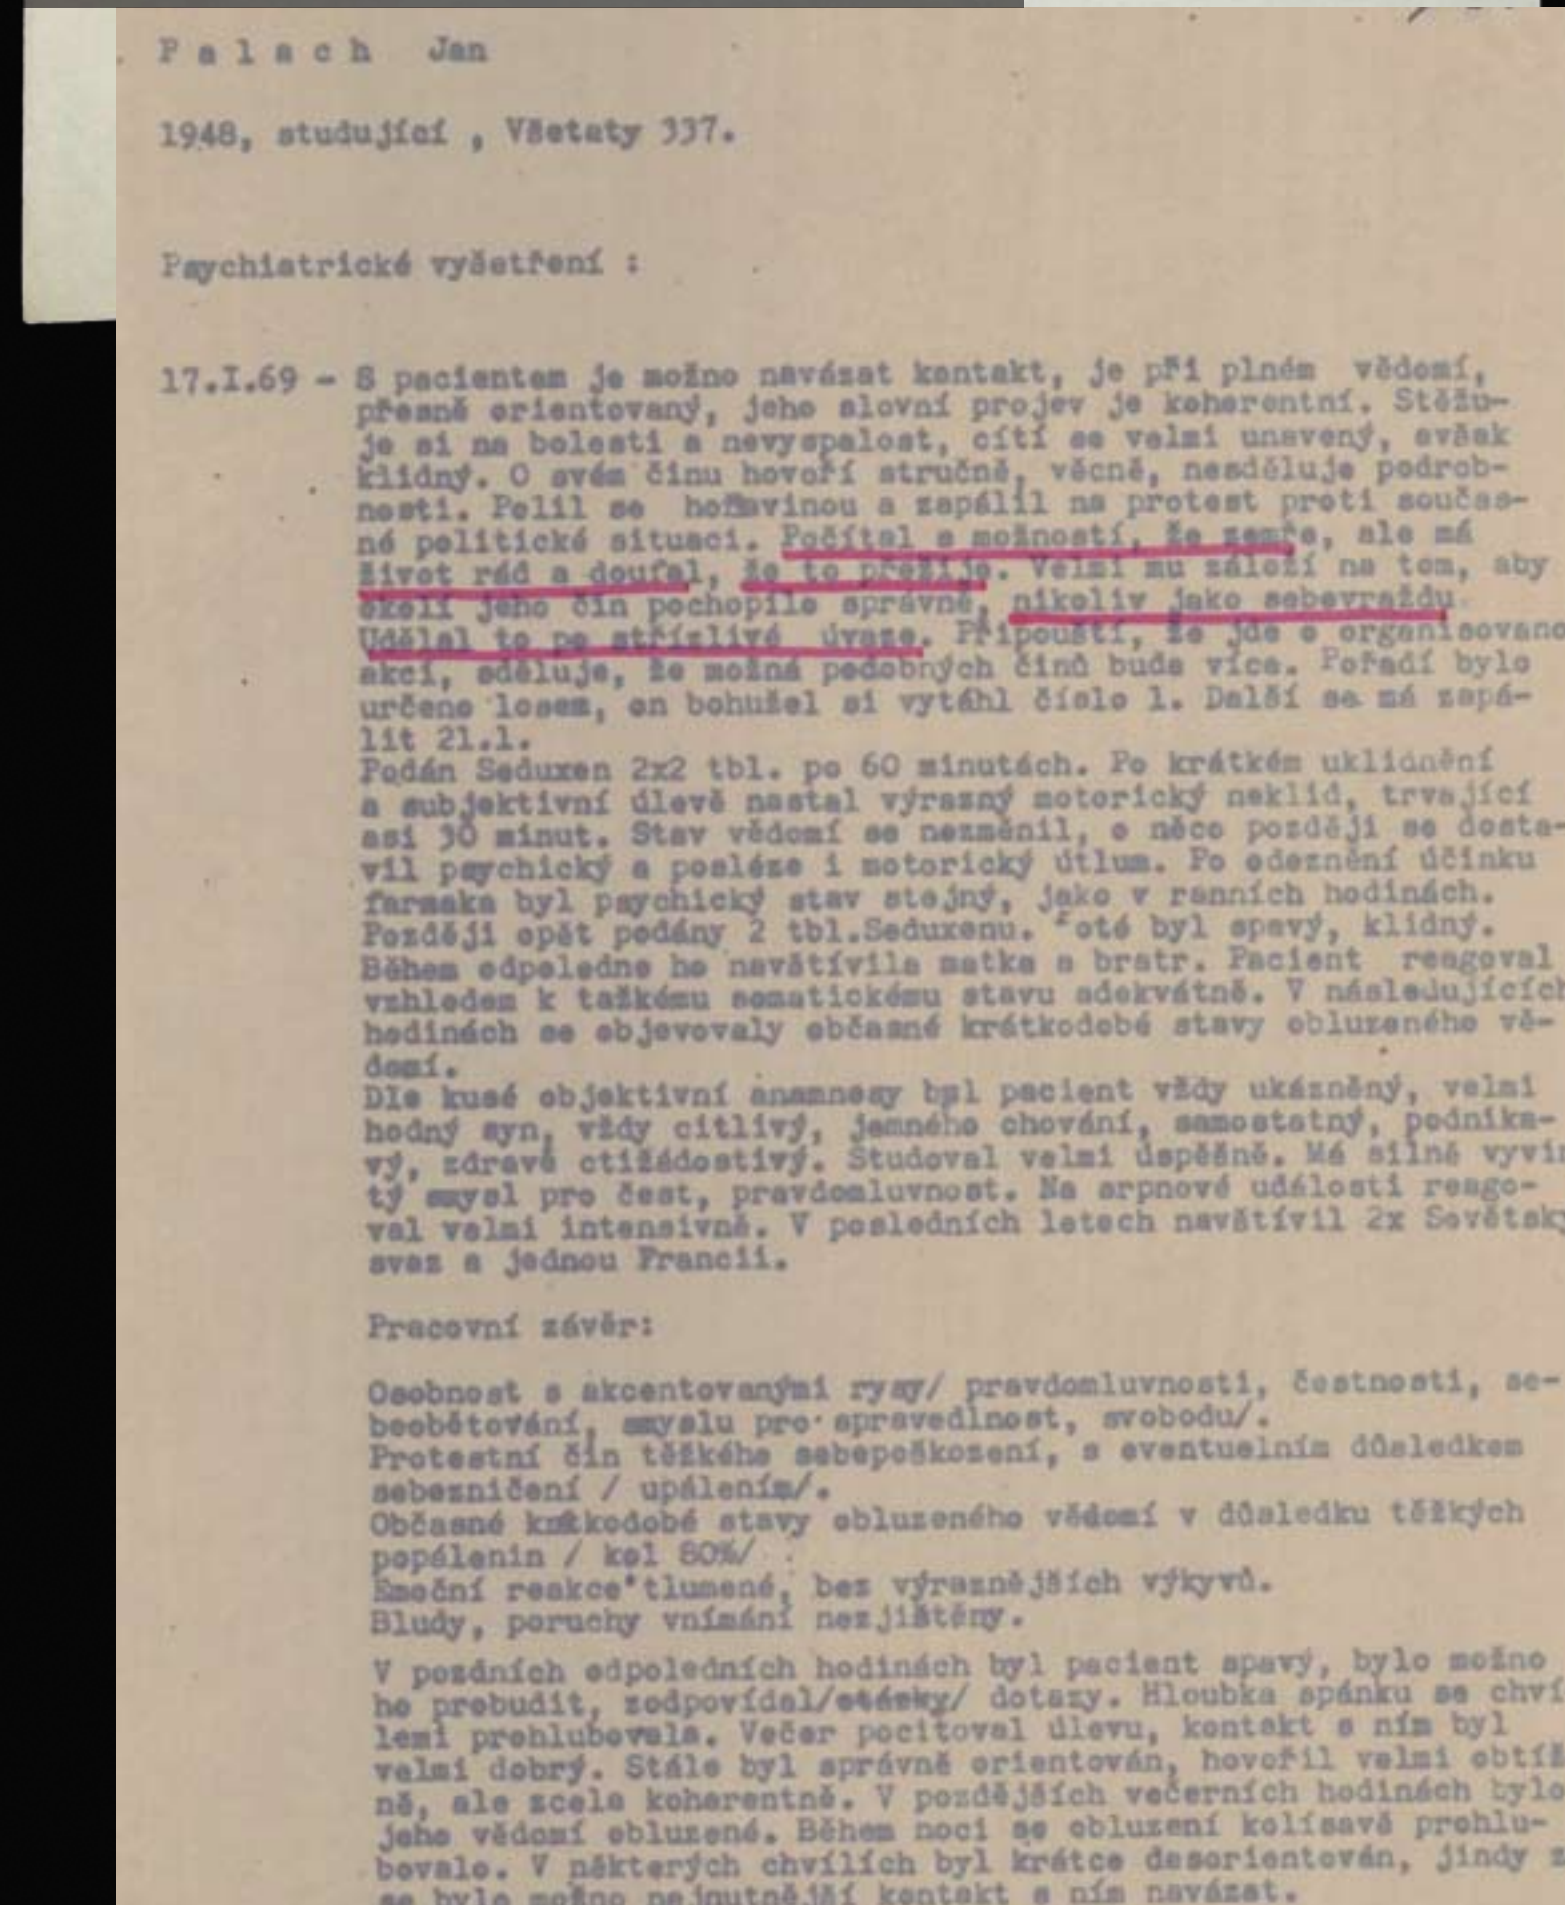 P a l a c h Jan
1948, studující , Všetaty 337.
Psychiatrické vyšetření :
17.I.69 - S pacientem je možno navázat kontakt, je při plném vědomí,
přesně orientovaný, jeho slovní projev je koherentní. Stěžu-
je si na bolesti a nevyspalost, cítí se velmi unavený, avšak
klidný. O svém činu hovoří stručně, věcně, nesděluje podrob-
nosti. Polil se hořlavinou a zapálil na protest proti součas-
né politické situaci. Počítal s možností, že zemře, ale má
život rád a doufal, že to přežije. Velmi mu záleží na tom, aby
okolí jeho čin pochopilo správně, nikoliv jako sebevraždu.
Udělal to po střízlivé úvaze. Připouští, že jde o organisovano
akci, sděluje, že možná podobných činů bude více. Pořadí bylo
určeno losem, on bohužel si vytáhl číslo 1. Další se má zapá-
lit 21.1.
Podán Seduxen 2x2 tbl. po 60 minutách. Po krátkém uklidnění
a subjektivní úlevě nastal výrazný motorický neklid, trvající
asi 30 minut. Stav vědomí se nezměnil, o něco později se dosta-
vil psychický a posléze i motorický útlum. Po odeznění účinku
farmaka byl psychický stav stejný, jako v ranních hodinách.
Později opět podány 2 tbl.Seduxenu. Poté byl spavý, klidný.
Během odpoledne ho navštívila matka a bratr. Pacient reagoval
vzhledem k tažkému somatickému stavu adekvátně. V následujících
hodinách se objevovaly občasné krátkodobé stavy obluzeného vě-
domí.
Dle kusé objektivní anamnesy byl pacient vždy ukázněný, velmi
hodný syn, vždy citlivý, jemného chování, samostatný, podnika-
vý, zdravě ctižádostivý. Studoval velmi úspěšně. Má silně vyvin
tý smysl pro čest, pravdomluvnost. Na srpnové události reago-
val velmi intensivně. V posledních letech navštívil 2x Sovětský
svaz a jednou Francii.
Pracovní závěr:
Osobnost s akcentovanými rysy/ pravdomluvnosti, čestnosti, se-
beobětování, smyslu pro spravedlnost, svobodu/.
Protestní čin těžkého sebepoškození, s eventuelním důsledkem
sebezničení / upálením/.
Občasné krátkodobé stavy obluzeného vědomí v důsledku těžkých
popálenin / kol 80%/
Emoční reakce tlumené, bez výraznějších výkyvů.
Bludy, poruchy vnímání nezjištěny.
V pozdních odpoledních hodinách byl pacient spavý, bylo možno
ho probudit, zodpovídal/otázky/ dotazy. Hloubka spánku se chví
lemi prohlubovala. Večer pociťoval úlevu, kontakt s ním byl
velmi dobrý. Stále byl správně orientován, hovořil velmi obtíž
ně, ale zcela koherentně. V pozdějších večerních hodinách bylo
jeho vědomí obluzené. Během noci se obluzení kolísavě prohlu-
bovalo. V některých chvílích byl krátce desorientován, jindy z
se bylo možno nejnutnější kontakt s ním navázat.